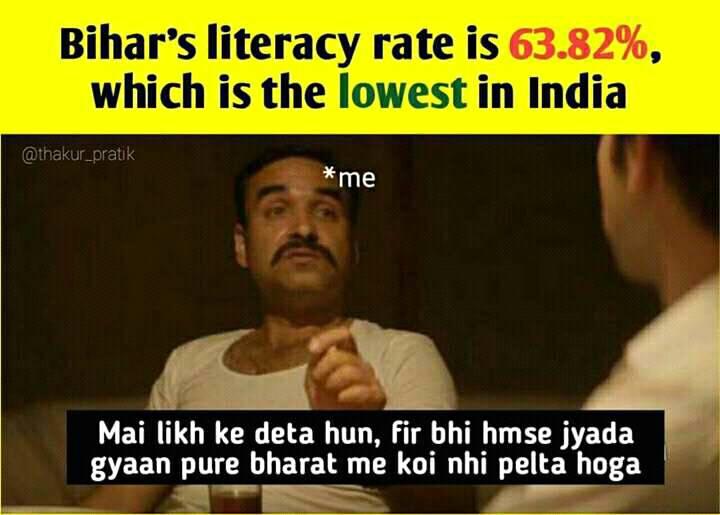 Bihar's literacy rate is 63.82%,
which is the lowest in India
@thakur_pratik
*me
Mai likh ke deta hun, fir bhi hmse jyada
gyaan pure bharat me koi nhi pelta hoga